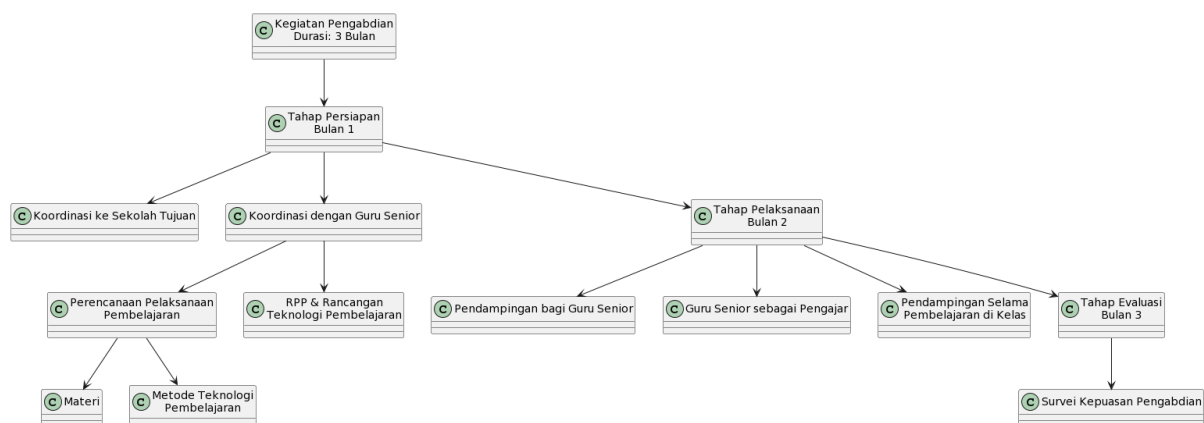 Kegiatan Pengabdian
Durasi: 3 Bulan
C
Tahap Persiapan
Bulan 1
C
Koordinasi ke Sekolah Tujuan
C
Koordinasi dengan Guru Senior
C
Tahap Pelaksanaan
Bulan 2
C
Perencanaan Pelaksanaan
Pembelajaran
C
RPP & Rancangan
Teknologi Pembelajaran
C
Pendampingan bagi Guru Senior
C
Guru Senior sebagai Pengajar
C
Pendampingan Selama
Pembelajaran di Kelas
C
Tahap Evaluasi
Bulan 3
C
Materi
C
Metode Teknologi
Pembelajaran
C
Survei Kepuasan Pengabdian
C